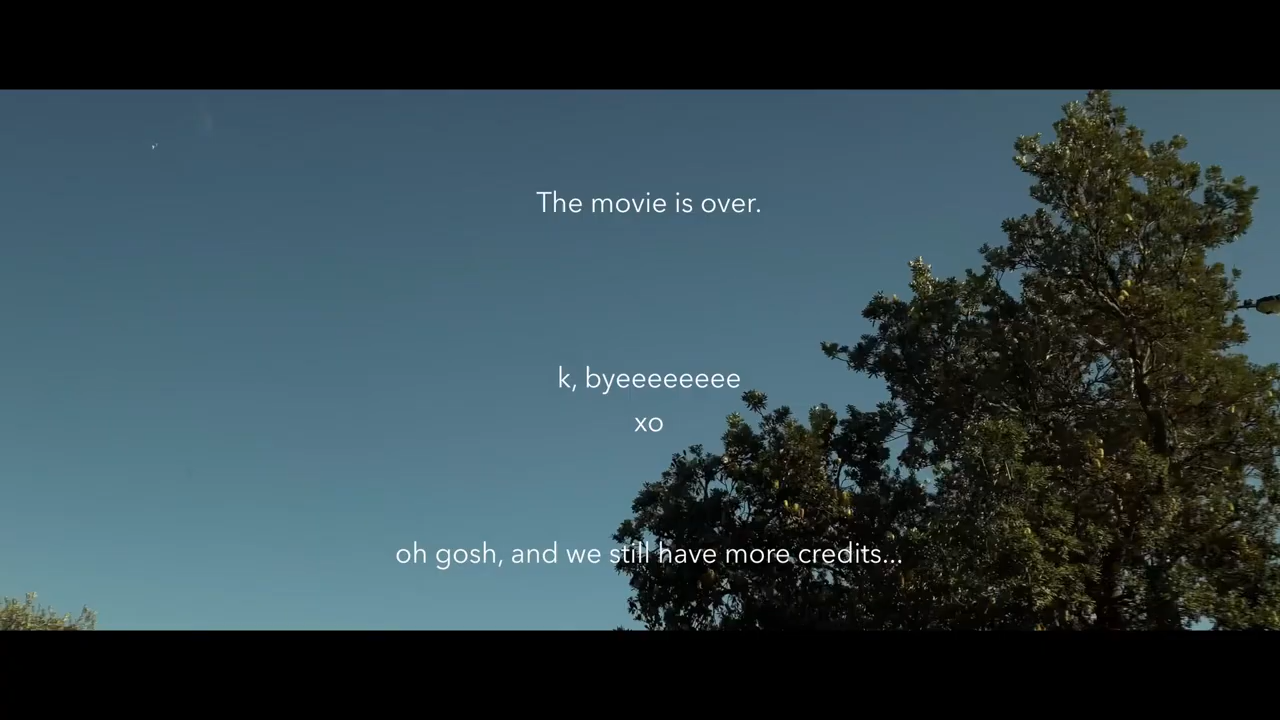 The movie is over.
k, byeeeeeeee
xo
oh gosh, and we still have more credits...